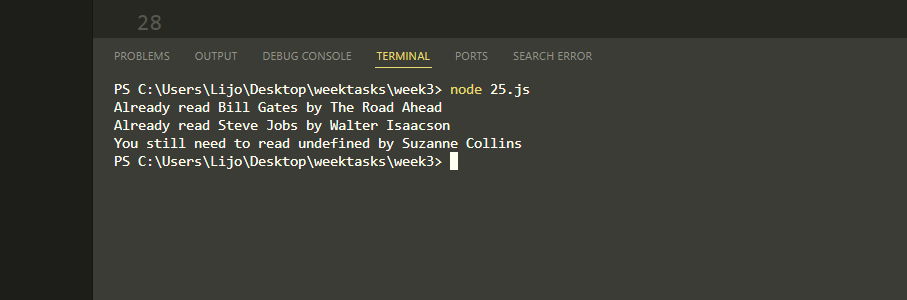 28
PROBLEMS OUTPUT DEBUG CONSOLE TERMINAL PORTS SEARCH ERROR
PS C:\Users\Lijo\Desktop\weektasks\week3> node 25.js
Already read Bill Gates by The Road Ahead
Already read Steve Jobs by Walter Isaacson
You still need to read undefined by Suzanne Collins
PS C:\Users\Lijo\Desktop\weektasks\week3>